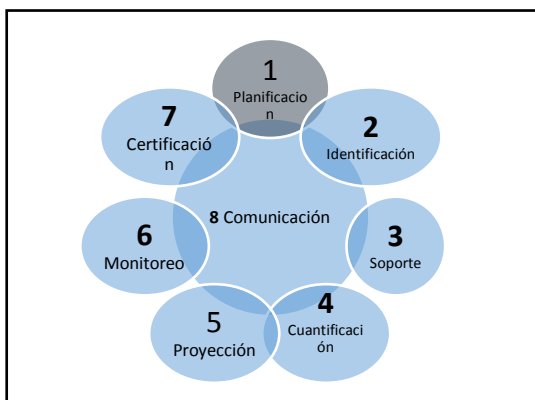 1
Planificacio
n
2
Identificación
3
Soporte
4
Cuantificaci
ón
5
Proyección
6
Monitoreo
7
Certificació
n
8 Comunicación